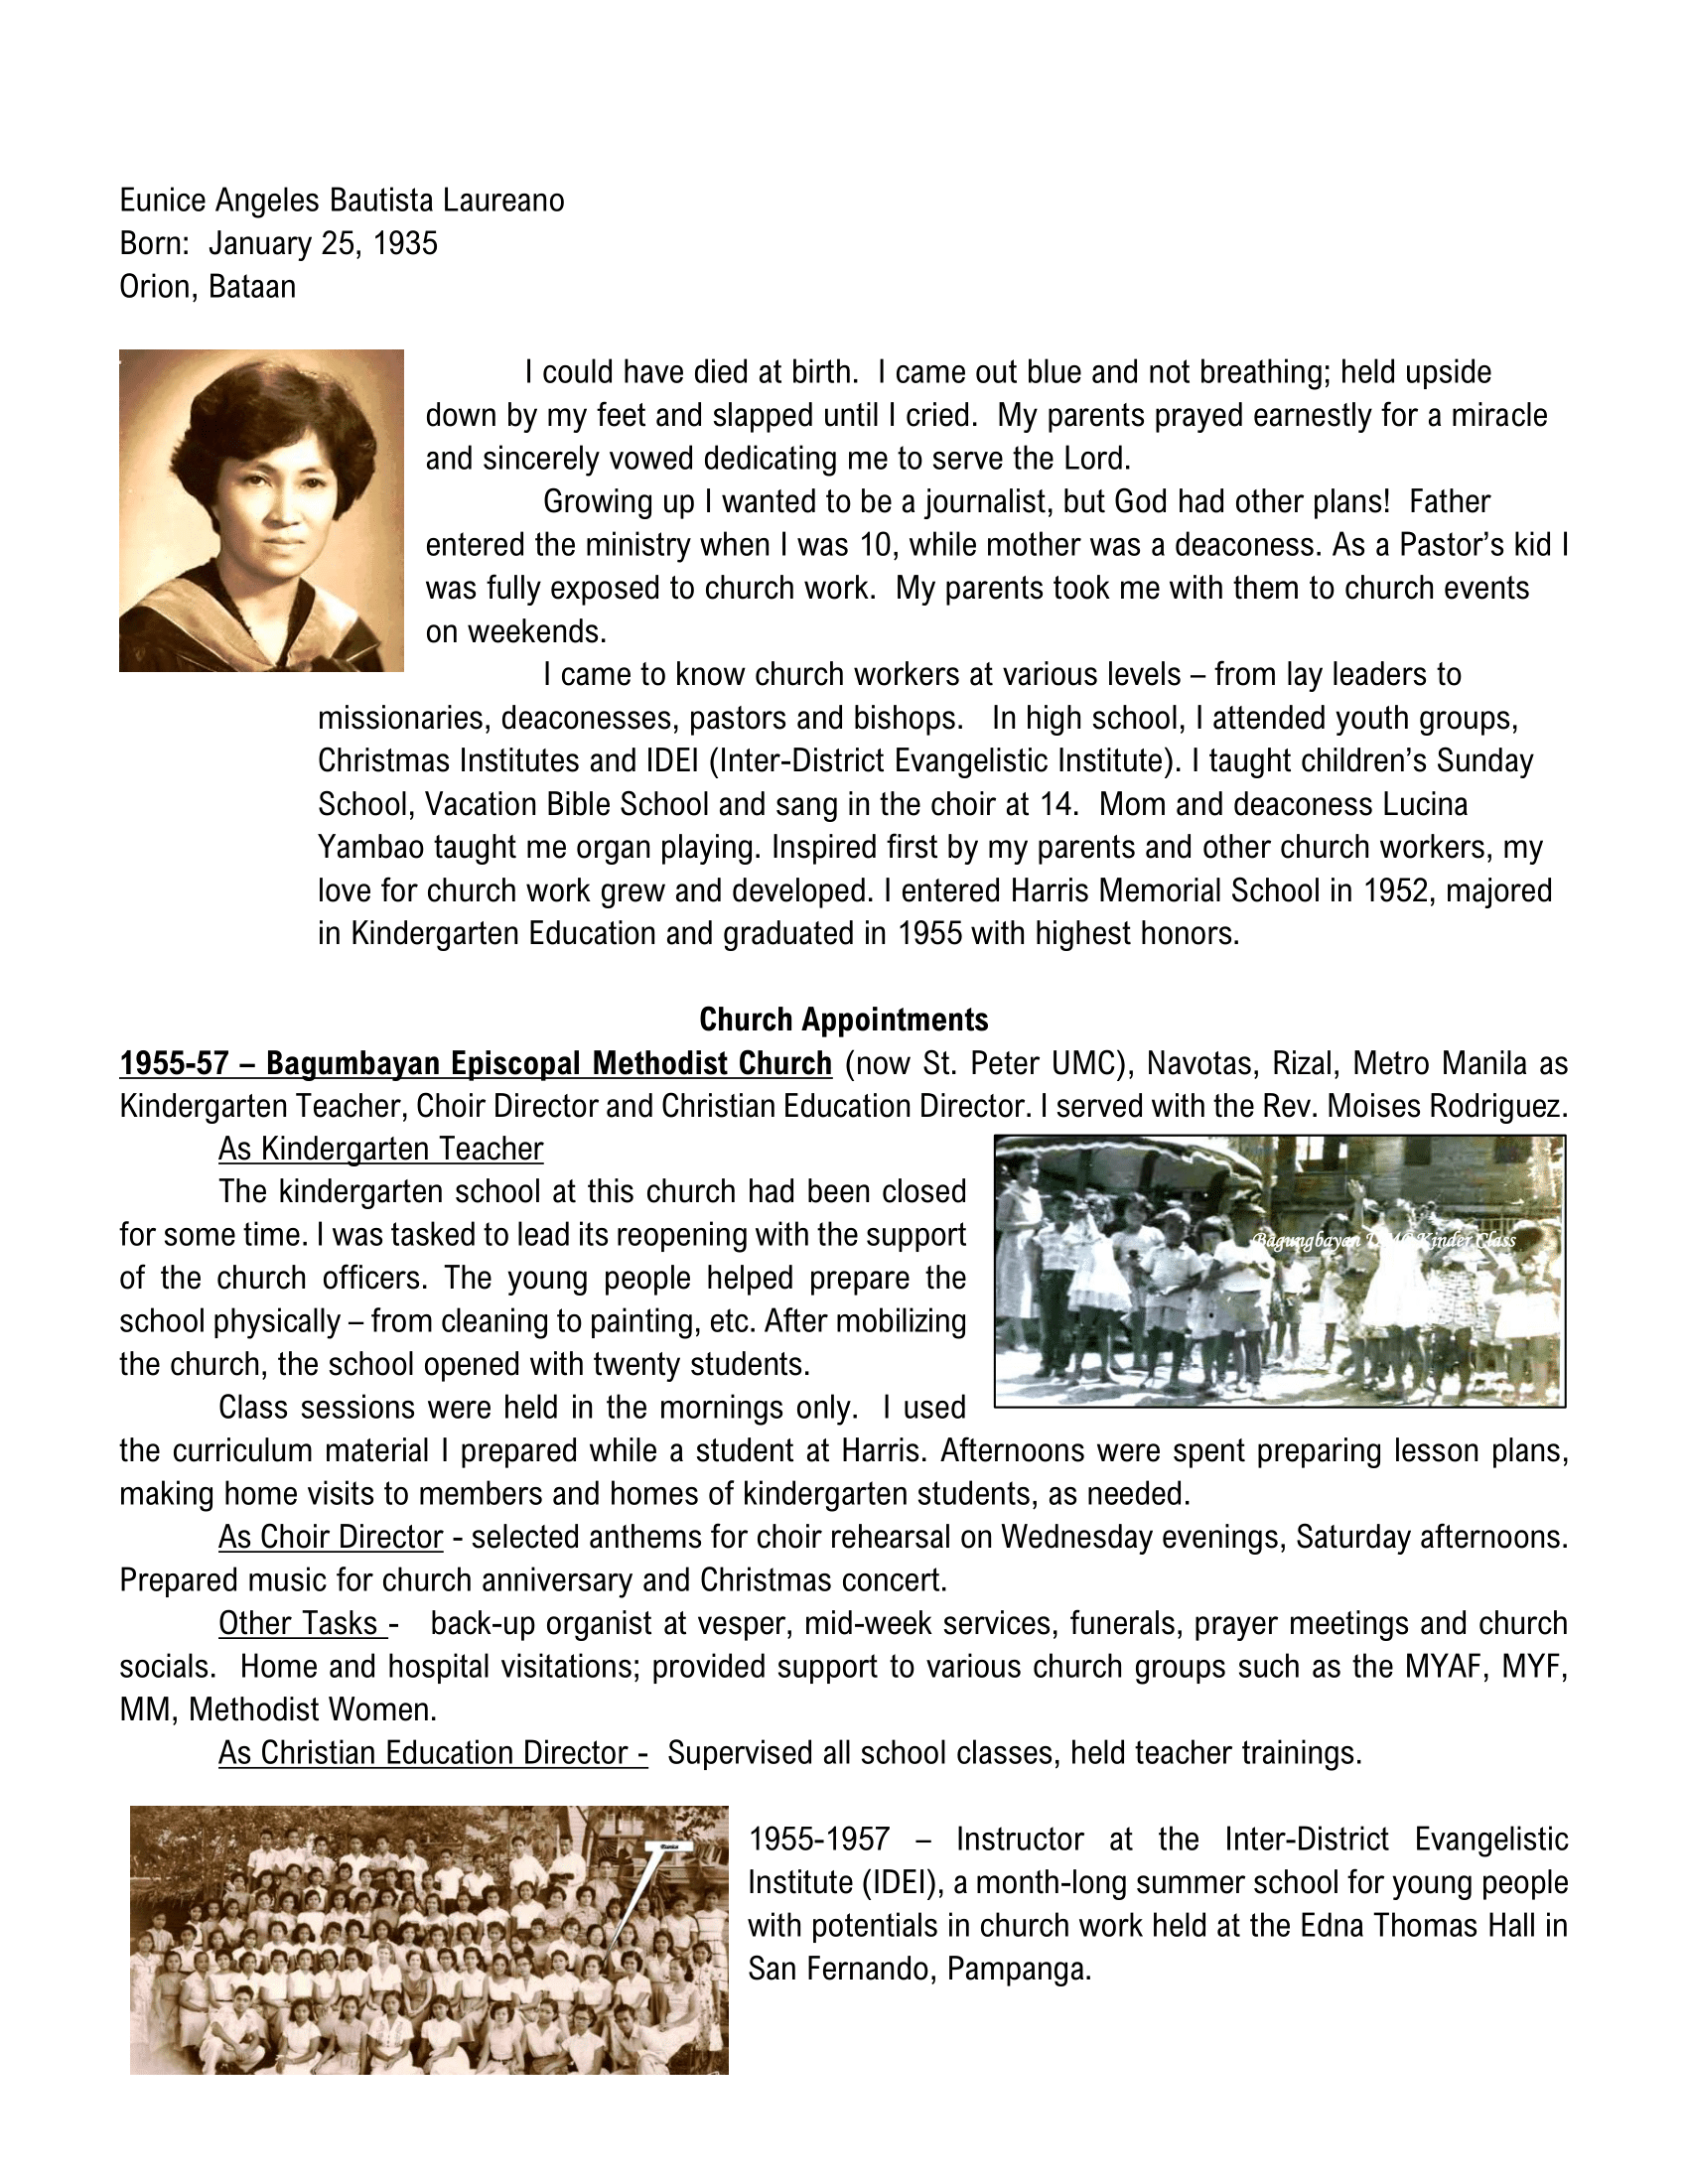 Eunice Angeles Bautista Laureano
Born: January 25, 1935
Orion, Bataan
I could have died at birth. I came out blue and not breathing; held upside
down by my feet and slapped until I cried. My parents prayed earnestly for a miracle
and sincerely vowed dedicating me to serve the Lord.
Growing up I wanted to be a journalist, but God had other plans! Father
entered the ministry when I was 10, while mother was a deaconess. As a Pastor’s kid I
was fully exposed to church work. My parents took me with them to church events
on weekends.
I came to know church workers at various levels – from lay leaders to
missionaries, deaconesses, pastors and bishops. In high school, I attended youth groups,
Christmas Institutes and IDEI (Inter-District Evangelistic Institute). I taught children’s Sunday
School, Vacation Bible School and sang in the choir at 14. Mom and deaconess Lucina
Yambao taught me organ playing. Inspired first by my parents and other church workers, my
love for church work grew and developed. I entered Harris Memorial School in 1952, majored
in Kindergarten Education and graduated in 1955 with highest honors.
Church Appointments
1955-57 – Bagumbayan Episcopal Methodist Church (now St. Peter UMC), Navotas, Rizal, Metro Manila as
Kindergarten Teacher, Choir Director and Christian Education Director. I served with the Rev. Moises Rodriguez.
As Kindergarten Teacher
The kindergarten school at this church had been closed
for some time. I was tasked to lead its reopening with the support
of the church officers. The young people helped prepare the
school physically – from cleaning to painting, etc. After mobilizing
the church, the school opened with twenty students.
Bagungbayan UMC Kinder Class
Class sessions were held in the mornings only. I used
the curriculum material I prepared while a student at Harris. Afternoons were spent preparing lesson plans,
making home visits to members and homes of kindergarten students, as needed.
As Choir Director - selected anthems for choir rehearsal on Wednesday evenings, Saturday afternoons.
Prepared music for church anniversary and Christmas concert.
Other Tasks - back-up organist at vesper, mid-week services, funerals, prayer meetings and church
socials. Home and hospital visitations; provided support to various church groups such as the MYAF, MYF,
MM, Methodist Women.
As Christian Education Director - Supervised all school classes, held teacher trainings.
Eunice
1955-1957 – Instructor at the Inter-District Evangelistic
Institute (IDEI), a month-long summer school for young people
with potentials in church work held at the Edna Thomas Hall in
San Fernando, Pampanga.